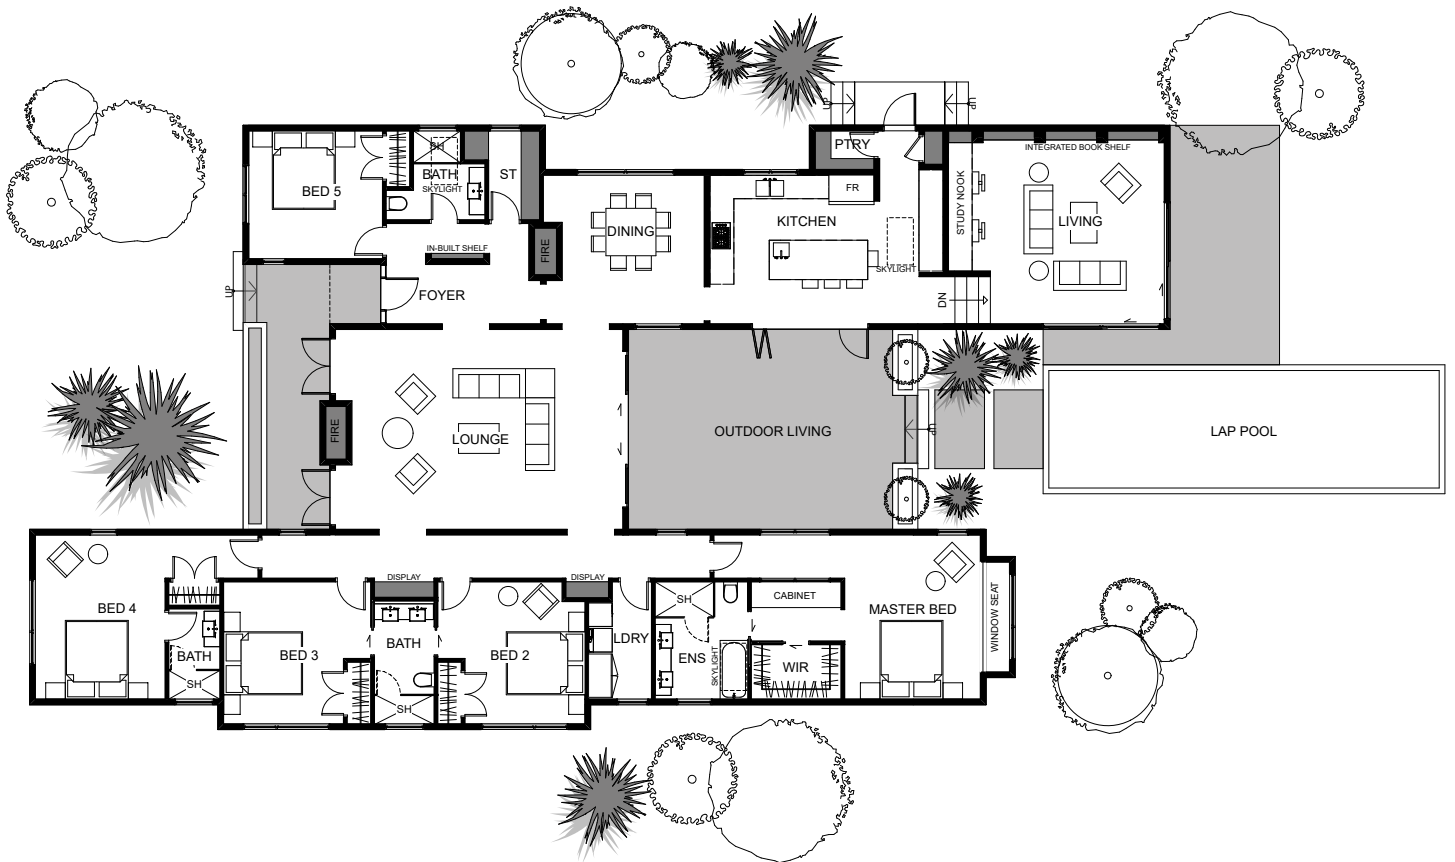 UP
UP
PTRY
INTEGRATED BOOK SHELF
SH
BATH
SKYLIGHT
ST
BED 5
FR
STUDY NOOK
KITCHEN
LIVING
DINING
IN-BUILT SHELF
FIRE
SKYLIGHT
UP
FOYER
DN
FIRE
LOUNGE
OUTDOOR LIVING
UP
LAP POOL
DISPLAY
DISPLAY
BED 4
SH
CABINET
MASTER BED
WINDOW SEAT
BATH
BED 3
BATH
BED 2
LDRY
ENS
SKYLIGHT
WIR
SH
SH